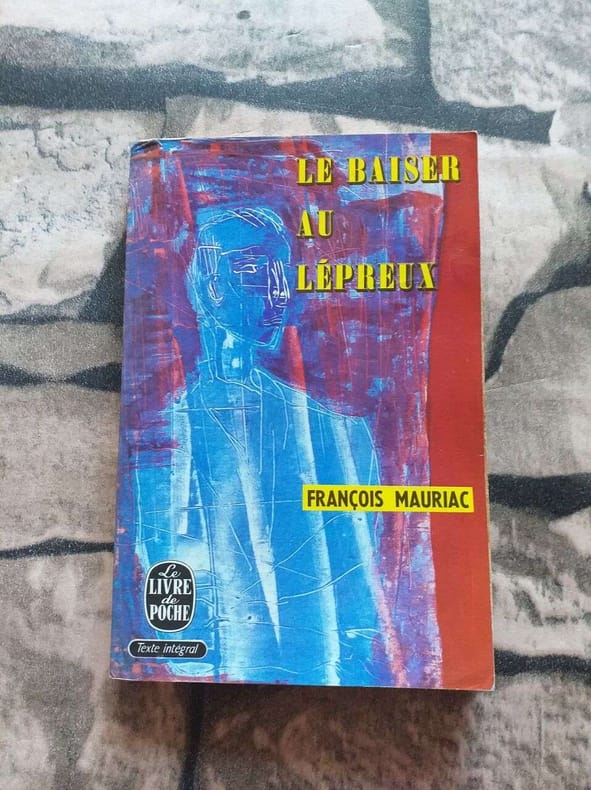 LE BAISER
AU
LÉPREUX
FRANÇOIS MAURIAC
Le
LIVRE
de
POCHE
Texte intégral